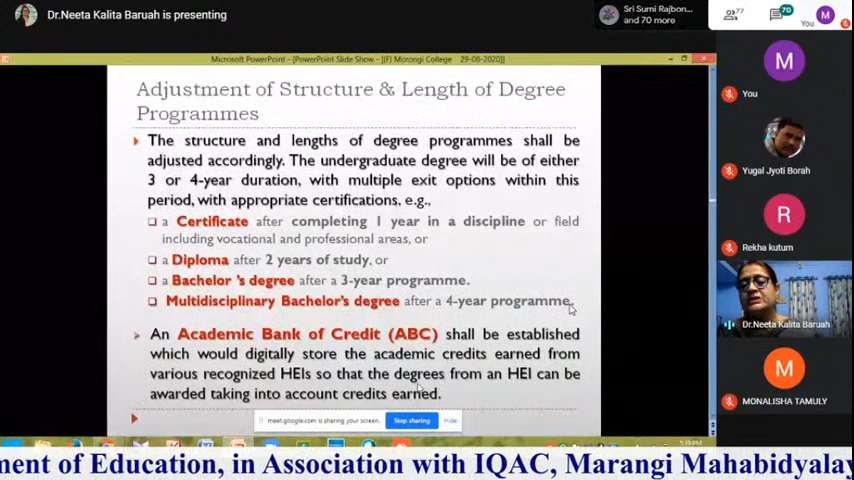 Dr.Neeta Kalita Baruah is presenting
Sri Sumi Rajbon...
and 70 more
77
70
You
M
Microsoft PowerPoint - [PowerPoint Slide Show - [(F) Morangi College 29-08-2020]]
Adjustment of Structure & Length of Degree
Programmes
The structure and lengths of degree programmes shall be
adjusted accordingly. The undergraduate degree will be of either
3 or 4-year duration, with multiple exit options within this
period, with appropriate certifications, e.g.,
a Certificate after completing 1 year in a discipline or field
including vocational and professional areas, or
a Diploma after 2 years of study, or
a Bachelor 's degree after a 3-year programme.
Multidisciplinary Bachelor's degree after a 4-year programme.
An Academic Bank of Credit (ABC) shall be established
which would digitally store the academic credits earned from
various recognized HEIs so that the degrees from an HEI can be
awarded taking into account credits earned.
meet.google.com is sharing your screen.
Stop sharing
Hide
5:19 PM
M
You
Yugal Jyoti Borah
R
Rekha kutum
Dr.Neeta Kalita Baruah
M
MONALISHA TAMULY
ment of Education, in Association with IQAC, Marangi Mahabidyalay